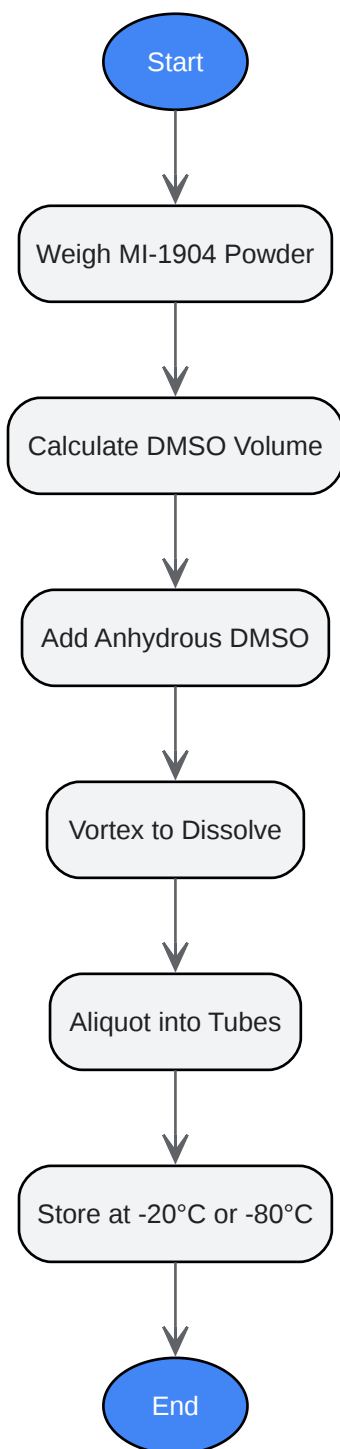 Start
Weigh MI-1904 Powder
Calculate DMSO Volume
Add Anhydrous DMSO
Vortex to Dissolve
Aliquot into Tubes
Store at -20°C or -80°C
End